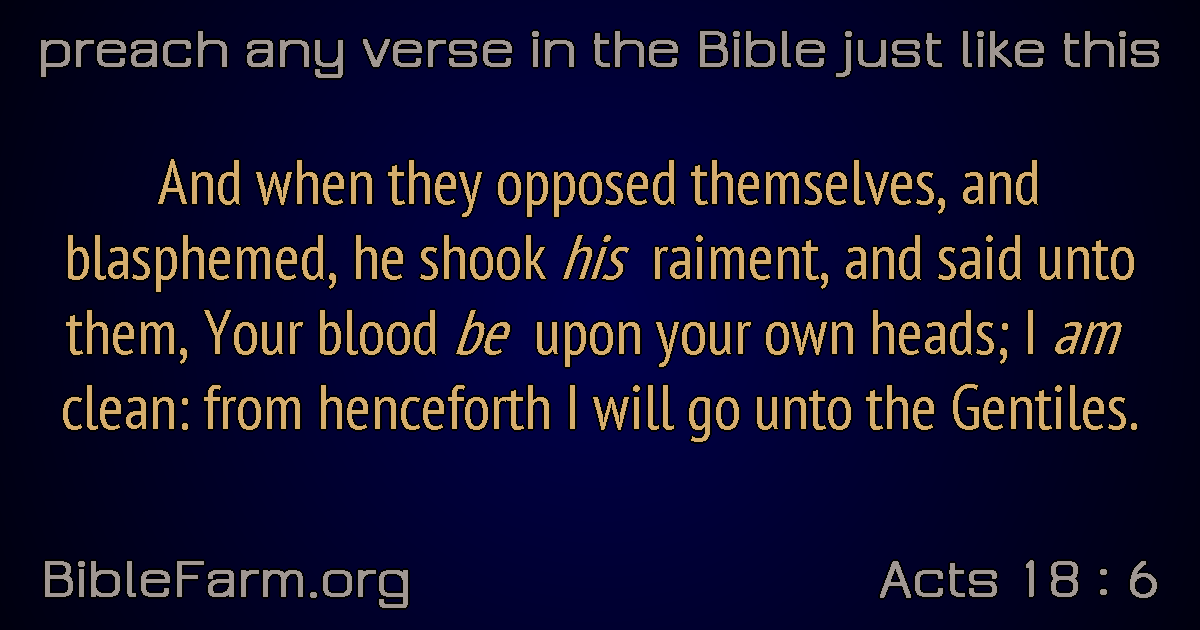 preach any verse in the Bible just like this
And when they opposed themselves, and
blasphemed, he shook his raiment, and said unto
them, Your blood be upon your own heads; I am
clean: from henceforth I will go unto the Gentiles.
BibleFarm.org
Acts 18 : 6